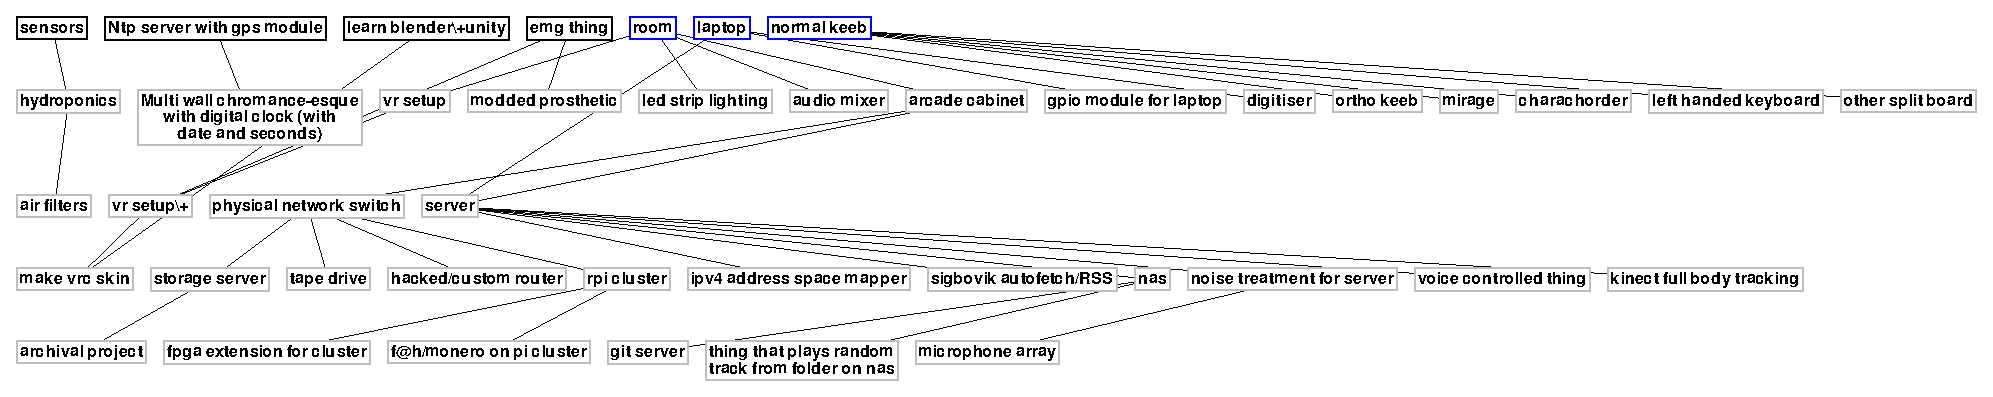 sensors
Ntp server with gps module
learn blender\+unity
emg thing
room
laptop
normal keeb
hydroponics
Multi wall chromance-esque
with digital clock (with
date and seconds)
vr setup
modded prosthetic
led strip lighting
audio mixer
arcade cabinet
gpio module for laptop
digitiser
ortho keeb
mirage
charachorder
left handed keyboard
other split board
air filters
vr setup\+
physical network switch
server
make vrc skin
storage server
tape drive
hacked/custom router
rpi cluster
ipv4 address space mapper
sigbovik autofetch/RSS
nas
noise treatment for server
voice controlled thing
kinect full body tracking
archival project
fpga extension for cluster
f@h/monero on pi cluster
git server
thing that plays random
track from folder on nas
microphone array